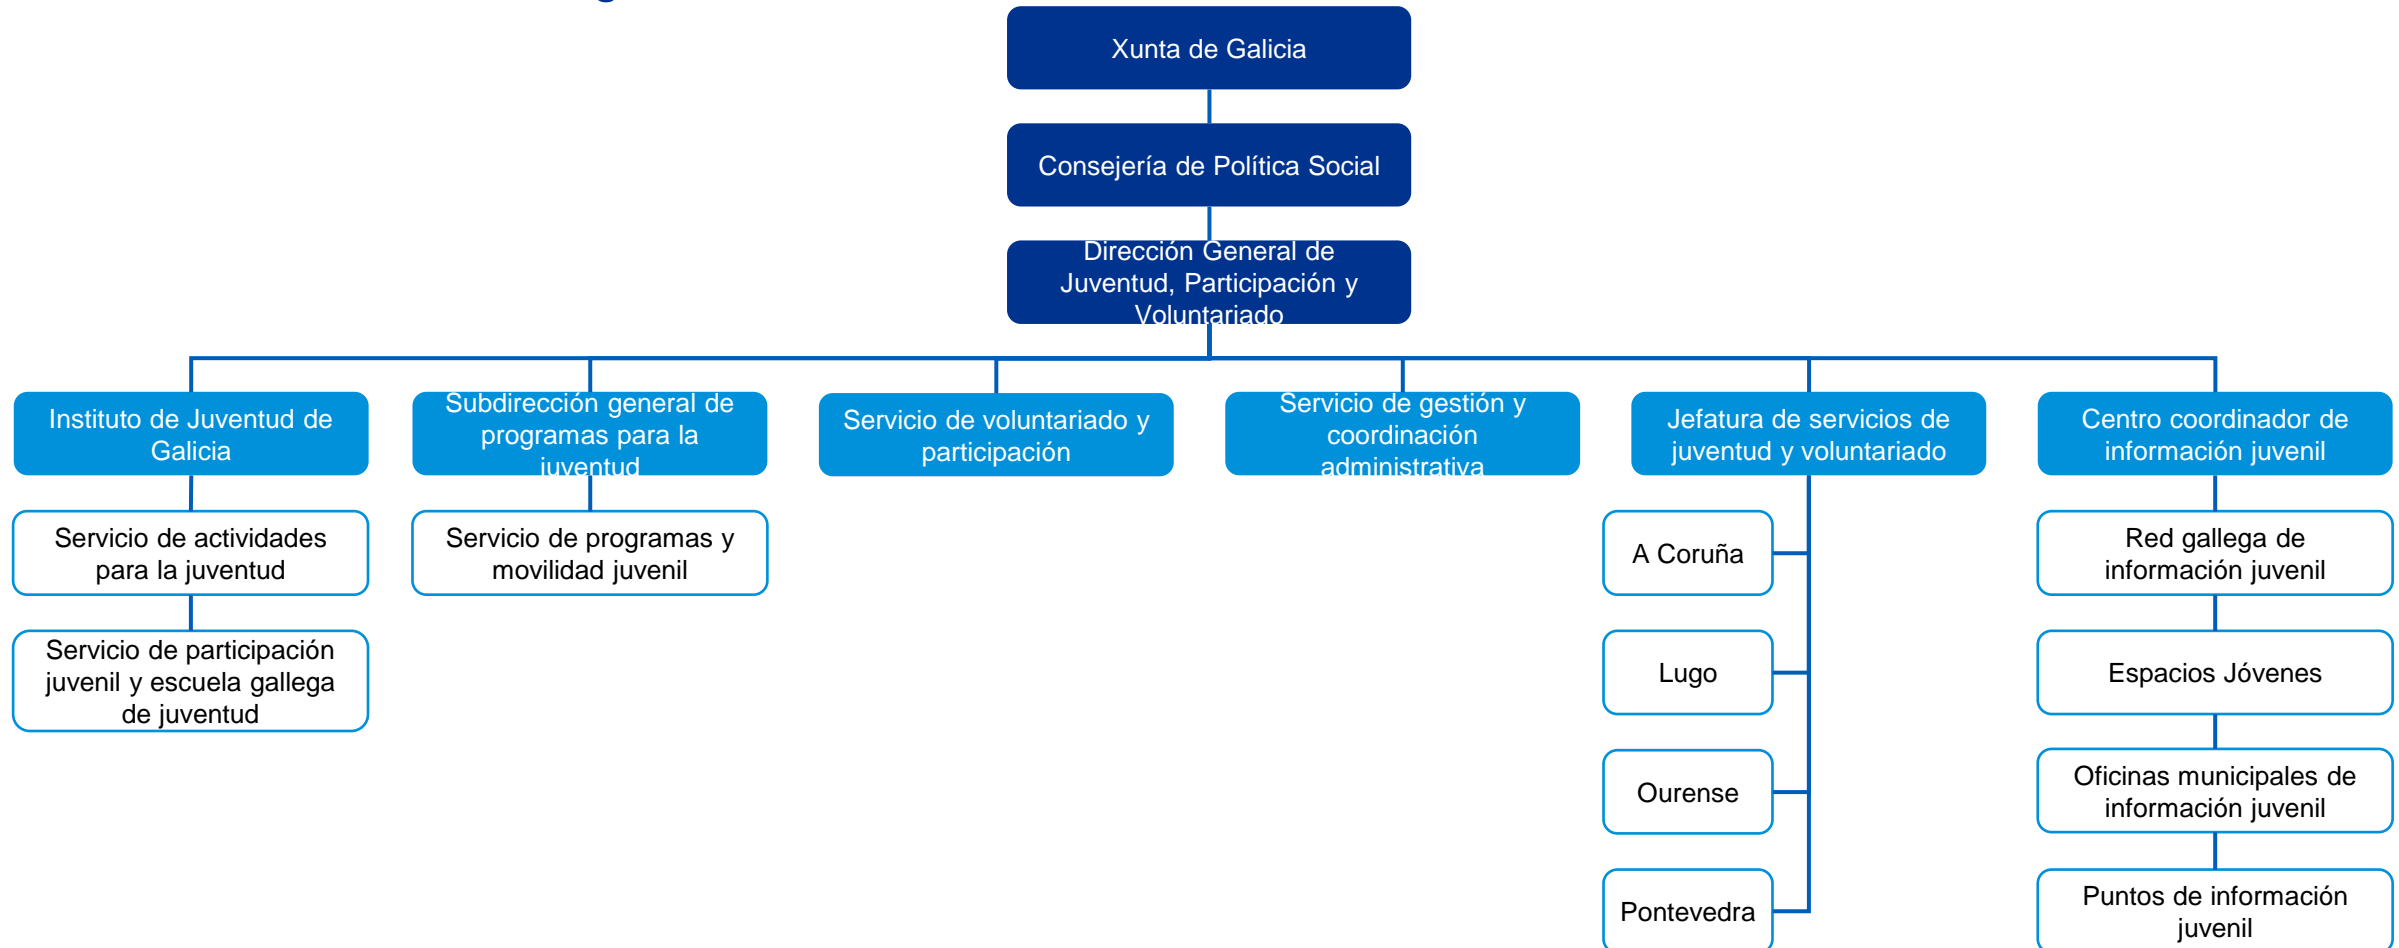 Xunta de Galicia
Consejería de Política Social
Dirección General de
Juventud, Participación y
Voluntariado
Instituto de Juventud de
Galicia
Servicio de actividades
para la juventud
Servicio de participación
juvenil y escuela gallega
de juventud
Subdirección general de
programas para la
juventud
Servicio de programas y
movilidad juvenil
Servicio de voluntariado y
participación
Servicio de gestión y
coordinación
administrativa
Jefatura de servicios de
juventud y voluntariado
A Coruña
Lugo
Ourense
Pontevedra
Centro coordinador de
información juvenil
Red gallega de
información juvenil
Espacios Jóvenes
Oficinas municipales de
información juvenil
Puntos de información
juvenil